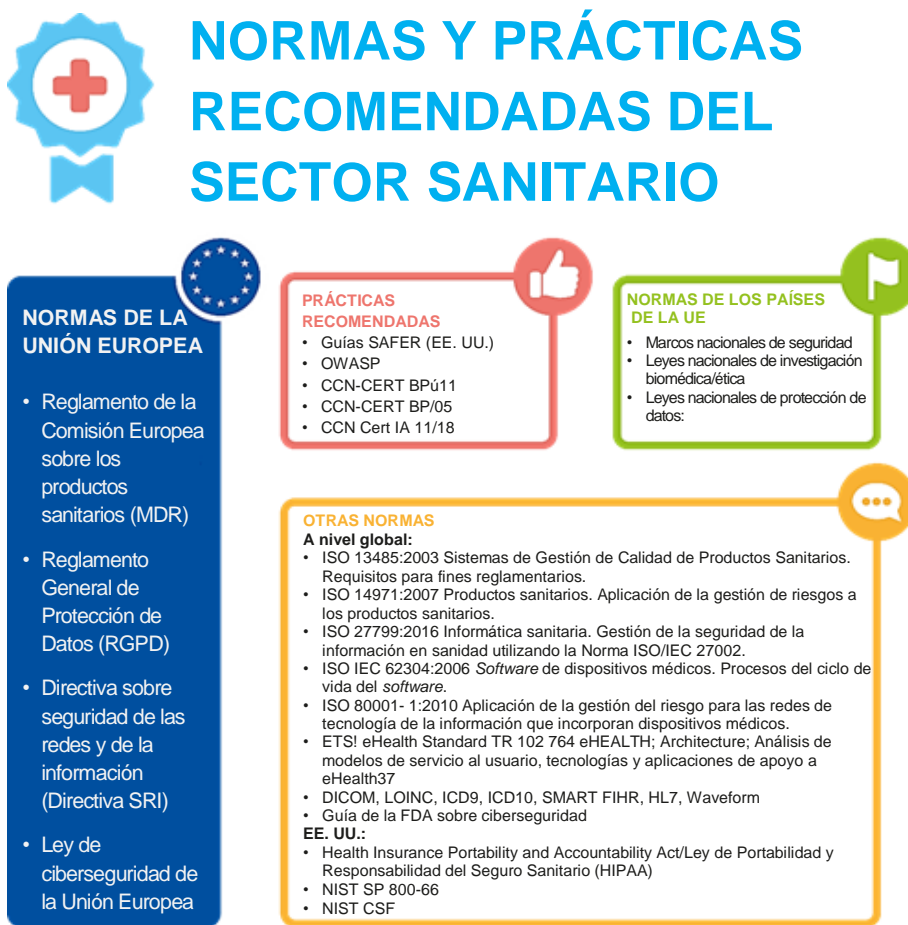 NORMAS Y PRÁCTICAS
RECOMENDADAS DEL
SECTOR SANITARIO
NORMAS DE LA
UNIÓN EUROPEA
• Reglamento de la
Comisión Europea
sobre los
productos
sanitarios (MDR)
• Reglamento
General de
Protección de
Datos (RGPD)
• Directiva sobre
seguridad de las
redes y de la
información
(Directiva SRI)
• Ley de
ciberseguridad de
la Unión Europea
PRÁCTICAS
RECOMENDADAS
• Guías SAFER (EE. UU.)
• OWASP
• CCN-CERT BPú11
• CCN-CERT BP/05
• CCN Cert IA 11/18
NORMAS DE LOS PAÍSES
DE LA UE
• Marcos nacionales de seguridad
• Leyes nacionales de investigación
biomédica/ética
• Leyes nacionales de protección de
datos:
OTRAS NORMAS
A nivel global:
• ISO 13485:2003 Sistemas de Gestión de Calidad de Productos Sanitarios.
Requisitos para fines reglamentarios.
• ISO 14971:2007 Productos sanitarios. Aplicación de la gestión de riesgos a
los productos sanitarios.
• ISO 27799:2016 Informática sanitaria. Gestión de la seguridad de la
información en sanidad utilizando la Norma ISO/IEC 27002.
• ISO IEC 62304:2006 Software de dispositivos médicos. Procesos del ciclo de
vida del software.
• ISO 80001- 1:2010 Aplicación de la gestión del riesgo para las redes de
tecnología de la información que incorporan dispositivos médicos.
• ETS! eHealth Standard TR 102 764 eHEALTH; Architecture; Análisis de
modelos de servicio al usuario, tecnologías y aplicaciones de apoyo a
eHealth37
• DICOM, LOINC, ICD9, ICD10, SMART FIHR, HL7, Waveform
• Guía de la FDA sobre ciberseguridad
EE. UU.:
• Health Insurance Portability and Accountability Act/Ley de Portabilidad y
Responsabilidad del Seguro Sanitario (HIPAA)
• NIST SP 800-66
• NIST CSF